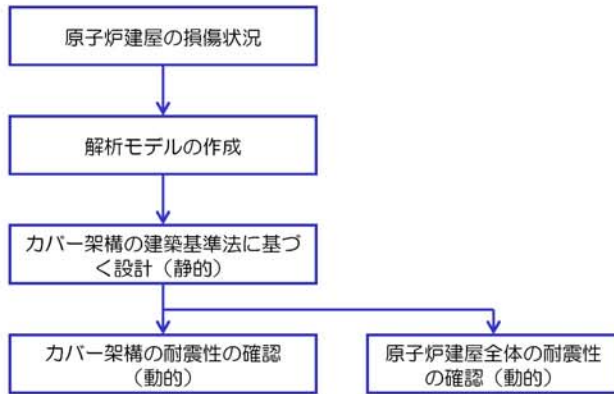 原子炉建屋の損傷状況
解析モデルの作成
カバー架構の建築基準法に基づ
く設計（静的）
カバー架構の耐震性の確認
（動的）
原子炉建屋全体の耐震性
の確認（動的）